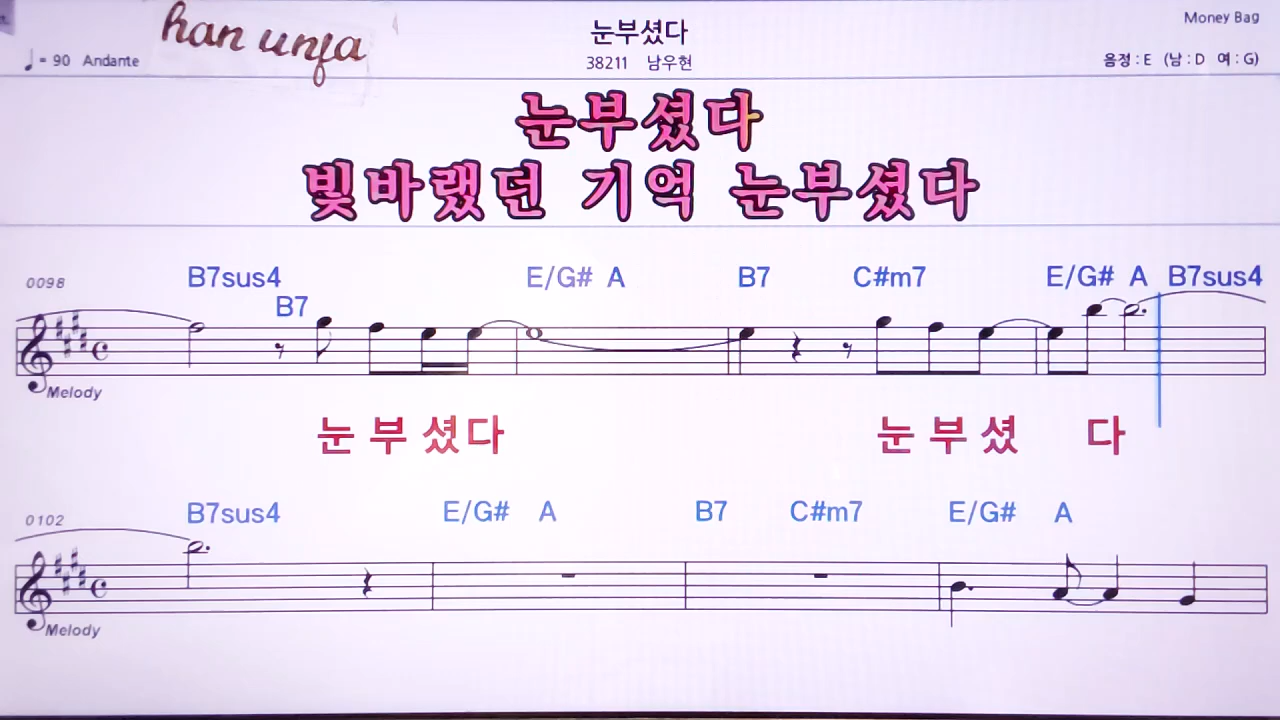 han unja
눈부셨다
Money Bag
♩= 90 Andante
38211 남우현
음정 : E (남 : D 여 : G)
눈부셨다
빛바랬던 기억 눈부셨다
0098 B7sus4 B7 E/G# A B7 C#m7 E/G# A B7sus4
Melody
눈 부 셨 다 눈 부 셨 다
0102 B7sus4 E/G# A B7 C#m7 E/G# A
Melody